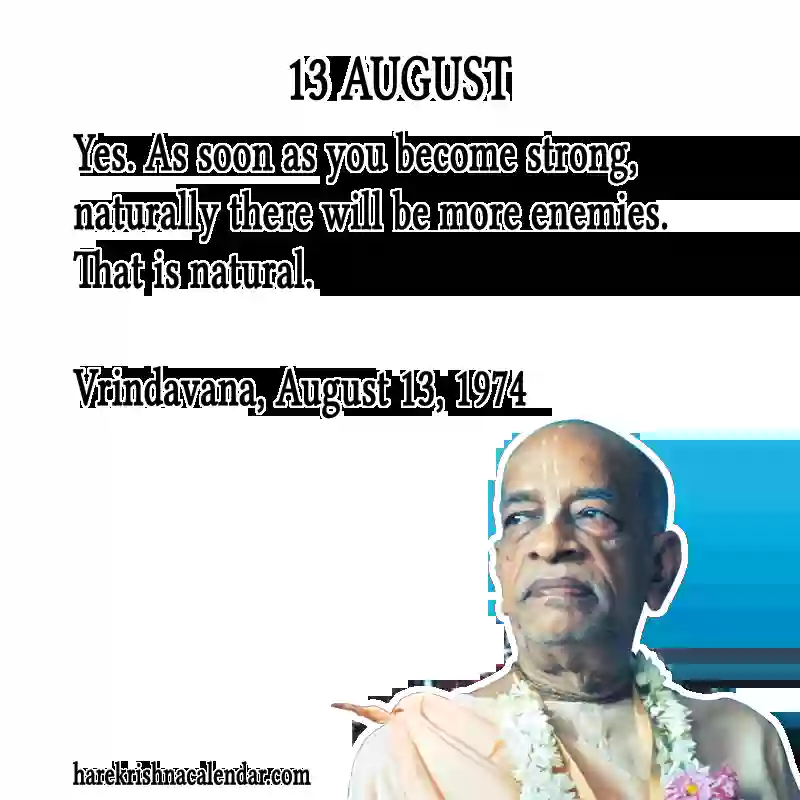 13 AUGUST
Yes. As soon as you become strong,
naturally there will be more enemies.
That is natural.
Vrindavana, August 13, 1974
harekrishnacalendar.com